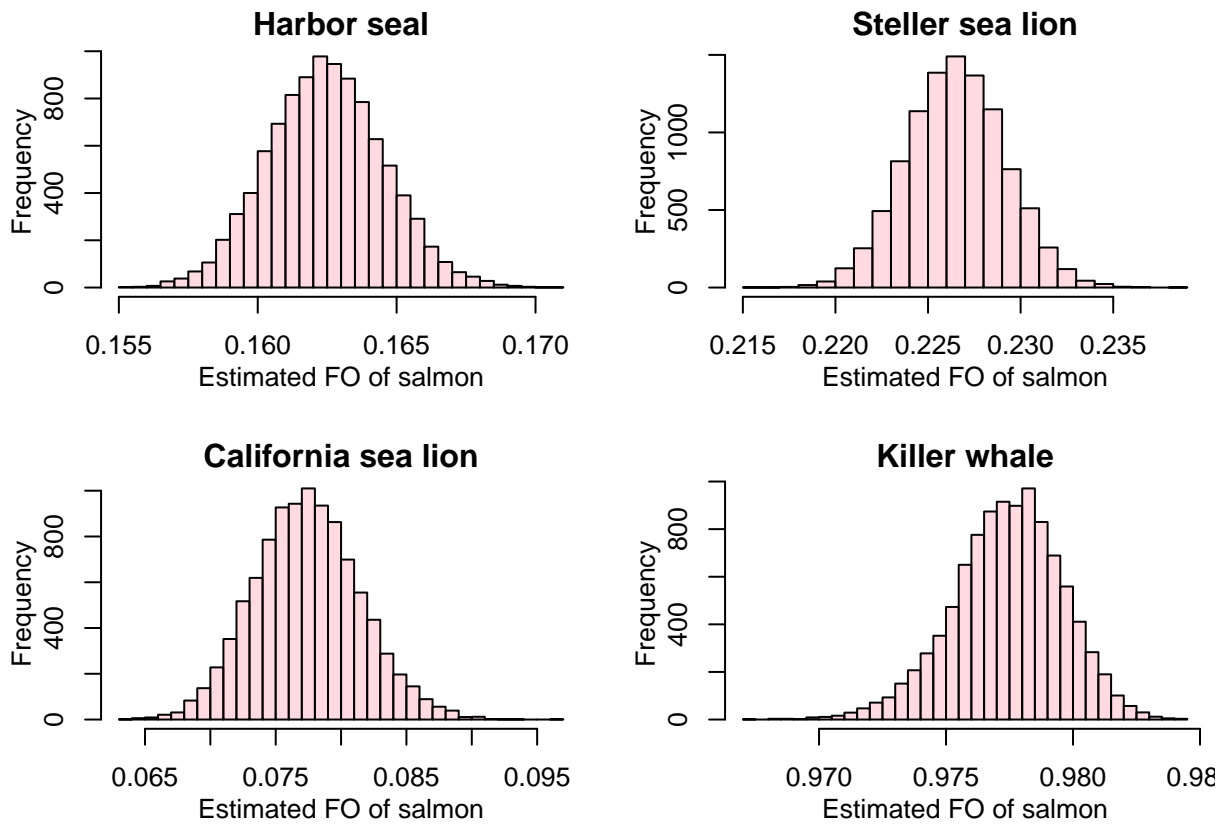 Harbor seal
Frequency
0 400 800
0.155 0.160 0.165 0.170
Estimated FO of salmon
Steller sea lion
Frequency
0 500 1000
0.215 0.220 0.225 0.230 0.235
Estimated FO of salmon
California sea lion
Frequency
0 400 800
0.065 0.075 0.085 0.095
Estimated FO of salmon
Killer whale
Frequency
0 400 800
0.970 0.975 0.980 0.98
Estimated FO of salmon